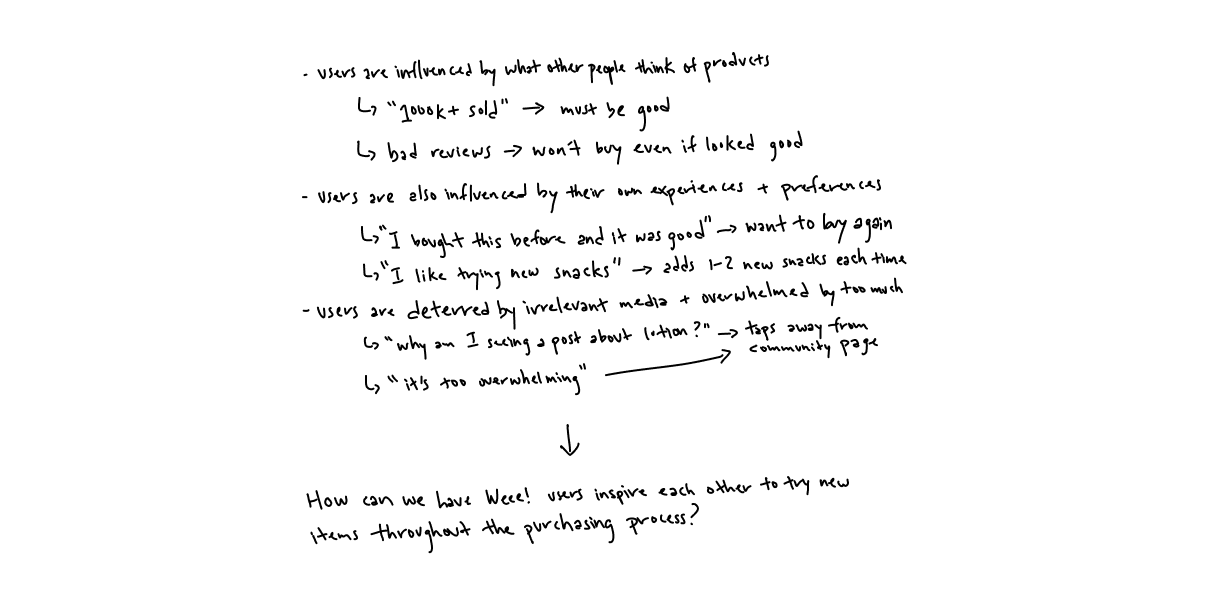 - users are influenced by what other people think of products
↳ "1000k+ sold" → must be good
↳ bad reviews → won't buy even if looked good
- users are also influenced by their own experiences + preferences
↳ "I bought this before and it was good" → want to buy again
↳ "I like trying new snacks" → adds 1-2 new snacks each time
- users are deterred by irrelevant media + overwhelmed by too much
↳ "why am I seeing a post about lotion?" → taps away from
community page
↳ "it's too overwhelming" →
↓
How can we have Weee! users inspire each other to try new
items throughout the purchasing process?